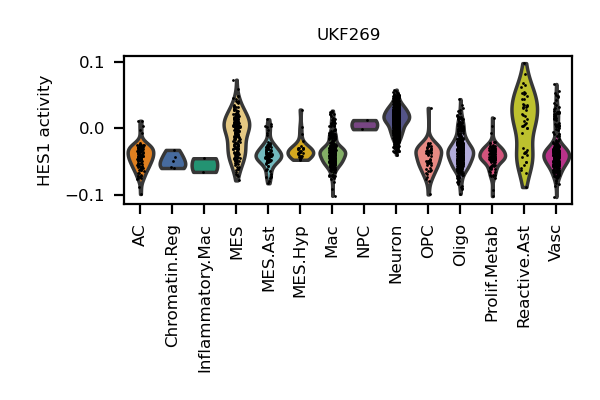 UKF269
HES1 activity
0.1
0.0
−0.1
AC
Chromatin.Reg
Inflammatory.Mac
MES
MES.Ast
MES.Hyp
Mac
NPC
Neuron
OPC
Oligo
Prolif.Metab
Reactive.Ast
Vasc